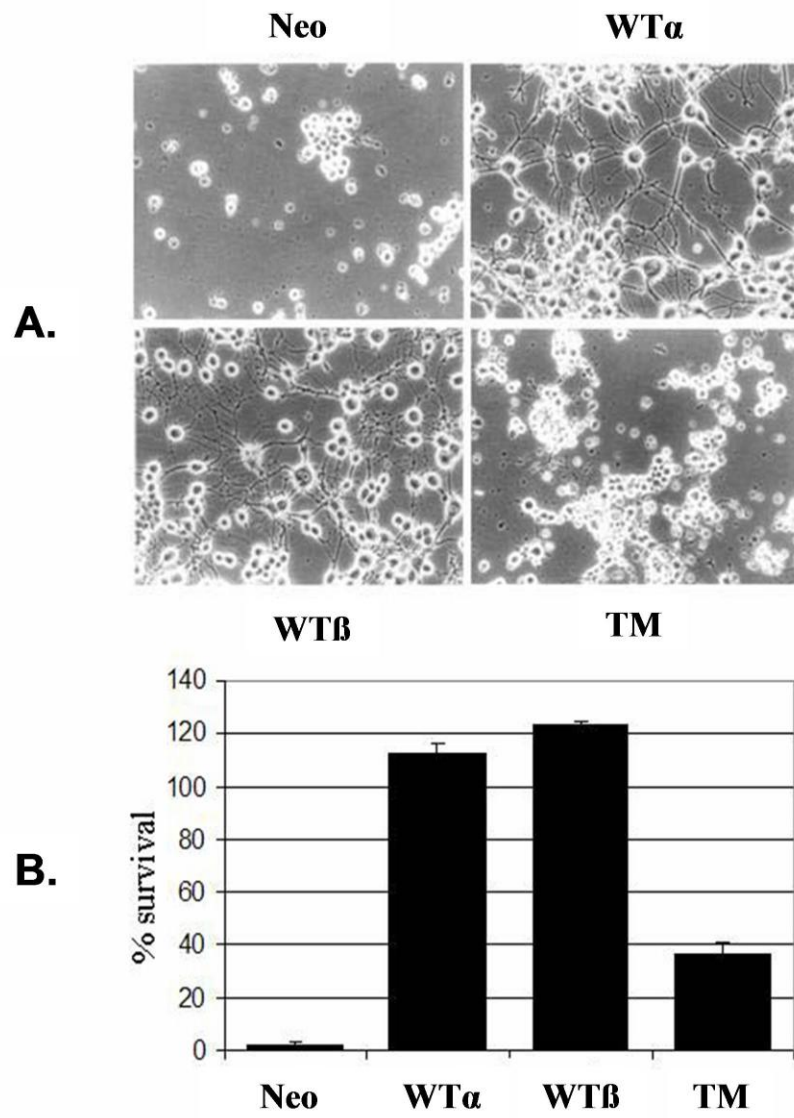 Neo WTα
A.
WTß TM
140
120
100
80
60
40
20
0
% survival
B.
Neo WTα WTß TM